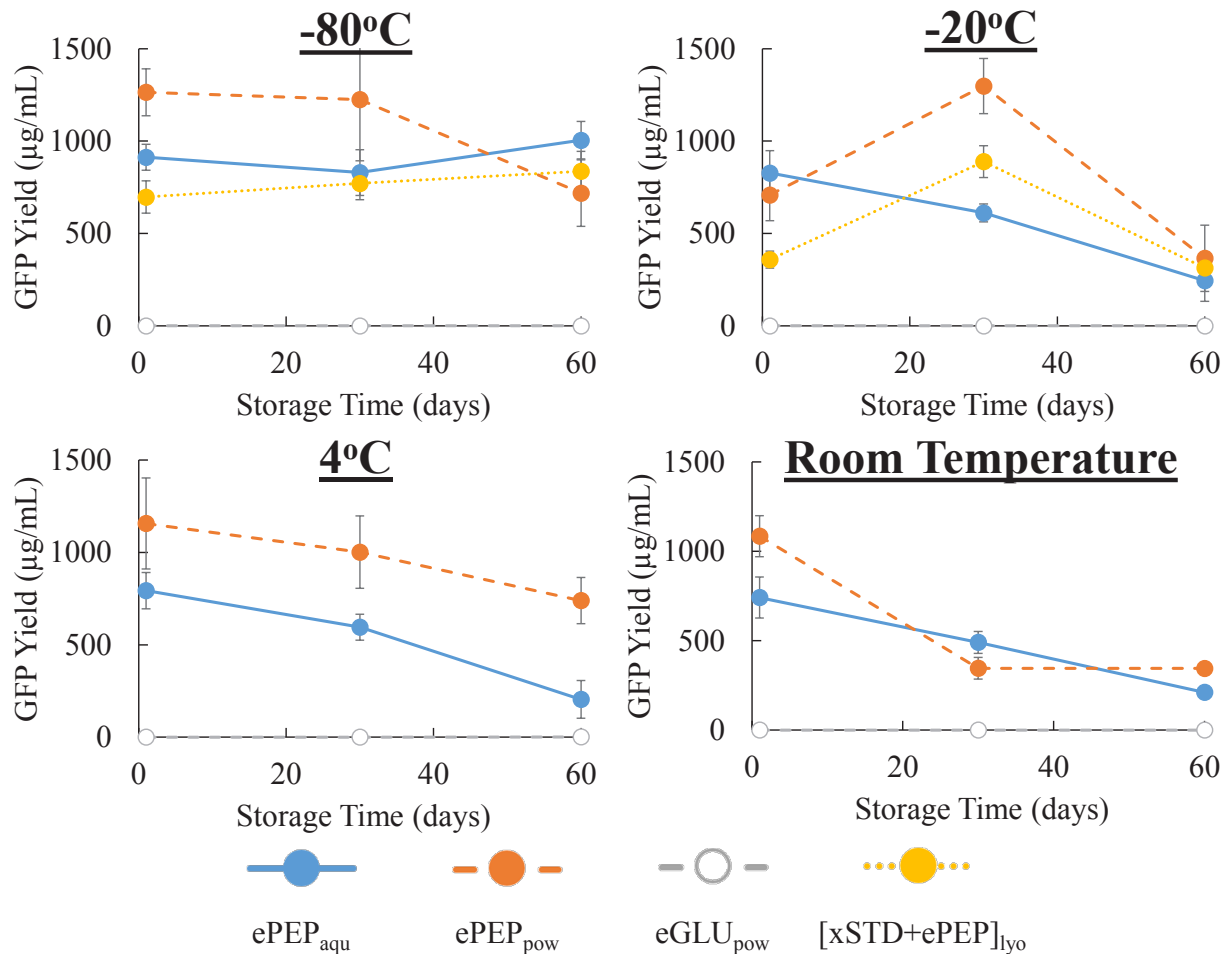 -80°C
GFP Yield (µg/mL)
1500
1000
500
0
0 20 40 60
Storage Time (days)
-20°C
GFP Yield (µg/mL)
1500
1000
500
0
0 20 40 60
Storage Time (days)
4°C
GFP Yield (µg/mL)
1500
1000
500
0
0 20 40 60
Storage Time (days)
Room Temperature
GFP Yield (µg/mL)
1500
1000
500
0
0 20 40 60
Storage Time (days)
ePEPaqu ePEPpow eGLUpow [xSTD+ePEP]lyo